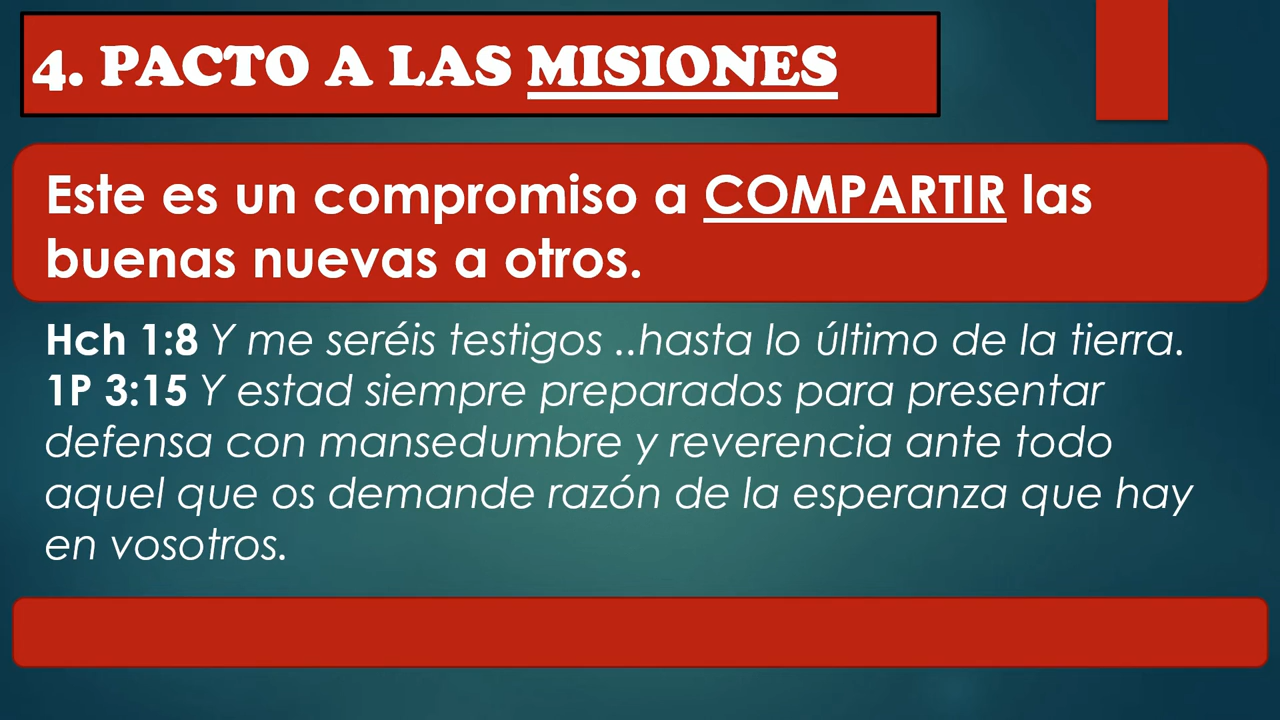 4. PACTO A LAS MISIONES
Este es un compromiso a COMPARTIR las
buenas nuevas a otros.
Hch 1:8 Y me seréis testigos ..hasta lo último de la tierra.
1P 3:15 Y estad siempre preparados para presentar
defensa con mansedumbre y reverencia ante todo
aquel que os demande razón de la esperanza que hay
en vosotros.